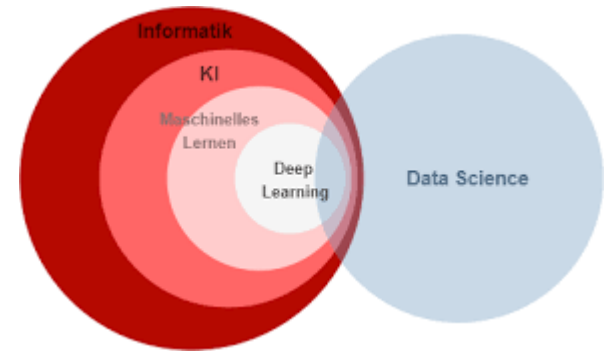 Informatik
KI
Maschinelles
Lernen
Deep
Learning
Data Science